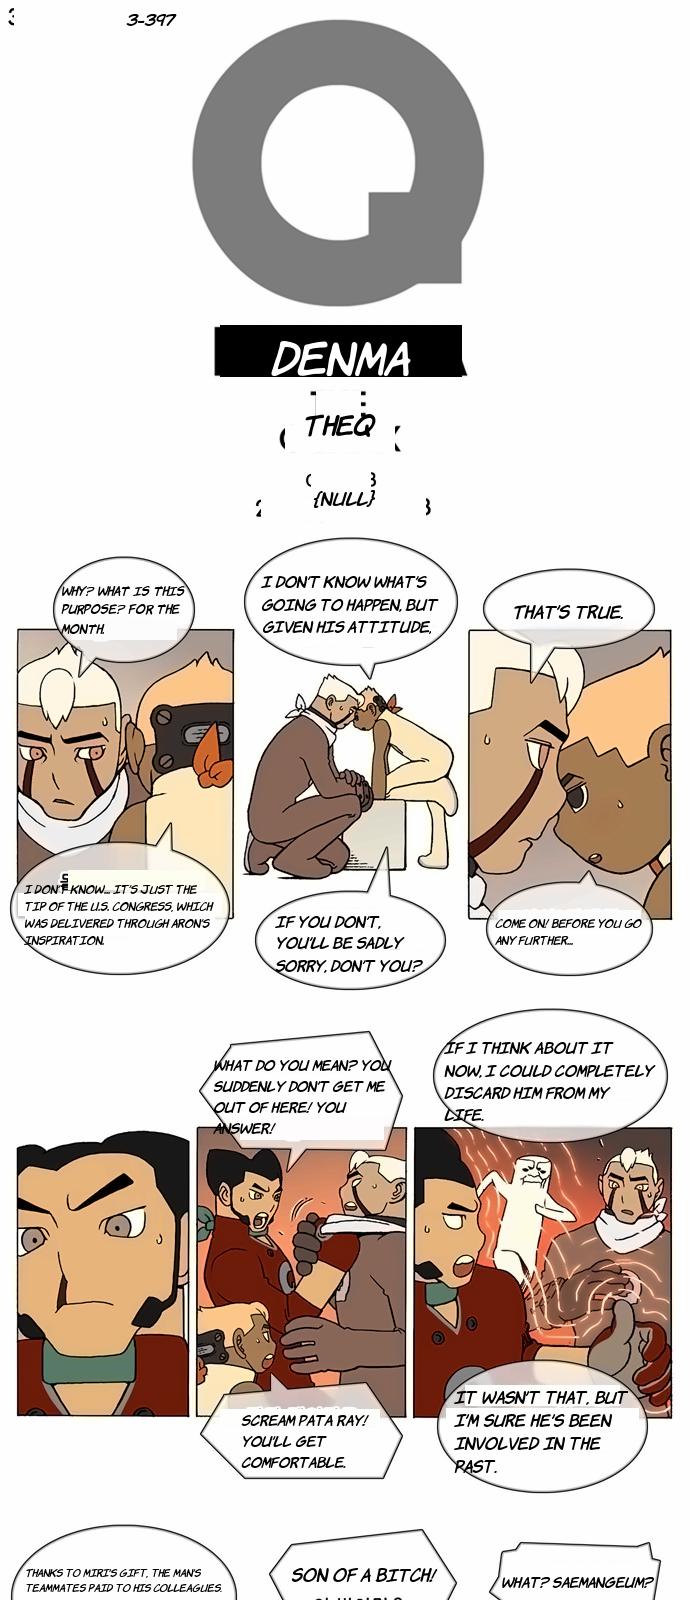 3-397
Q
DENMA
THEQ
{NULL}
WHY? WHAT IS THIS
PURPOSE? FOR THE
MONTH.
I DON'T KNOW WHAT'S
GOING TO HAPPEN, BUT
GIVEN HIS ATTITUDE,
THAT'S TRUE.
I DON'T KNOW... IT'S JUST THE
TIP OF THE U.S. CONGRESS, WHICH
WAS DELIVERED THROUGH ARON'S
INSPIRATION.
IF YOU DON'T,
YOU'LL BE SADLY
SORRY, DON'T YOU?
COME ON! BEFORE YOU GO
ANY FURTHER...
WHAT DO YOU MEAN? YOU
SUDDENLY DON'T GET ME
OUT OF HERE! YOU
ANSWER!
IF I THINK ABOUT IT
NOW, I COULD COMPLETELY
DISCARD HIM FROM MY
LIFE.
SCREAM PATA RAY!
YOU'LL GET
COMFORTABLE.
IT WASN'T THAT, BUT
I'M SURE HE'S BEEN
INVOLVED IN THE
PAST.
THANKS TO MIRI'S GIFT, THE MAN'S
TEAMMATES PAID TO HIS COLLEAGUES.
SON OF A BITCH!
WHAT? SAEMANGEUM?